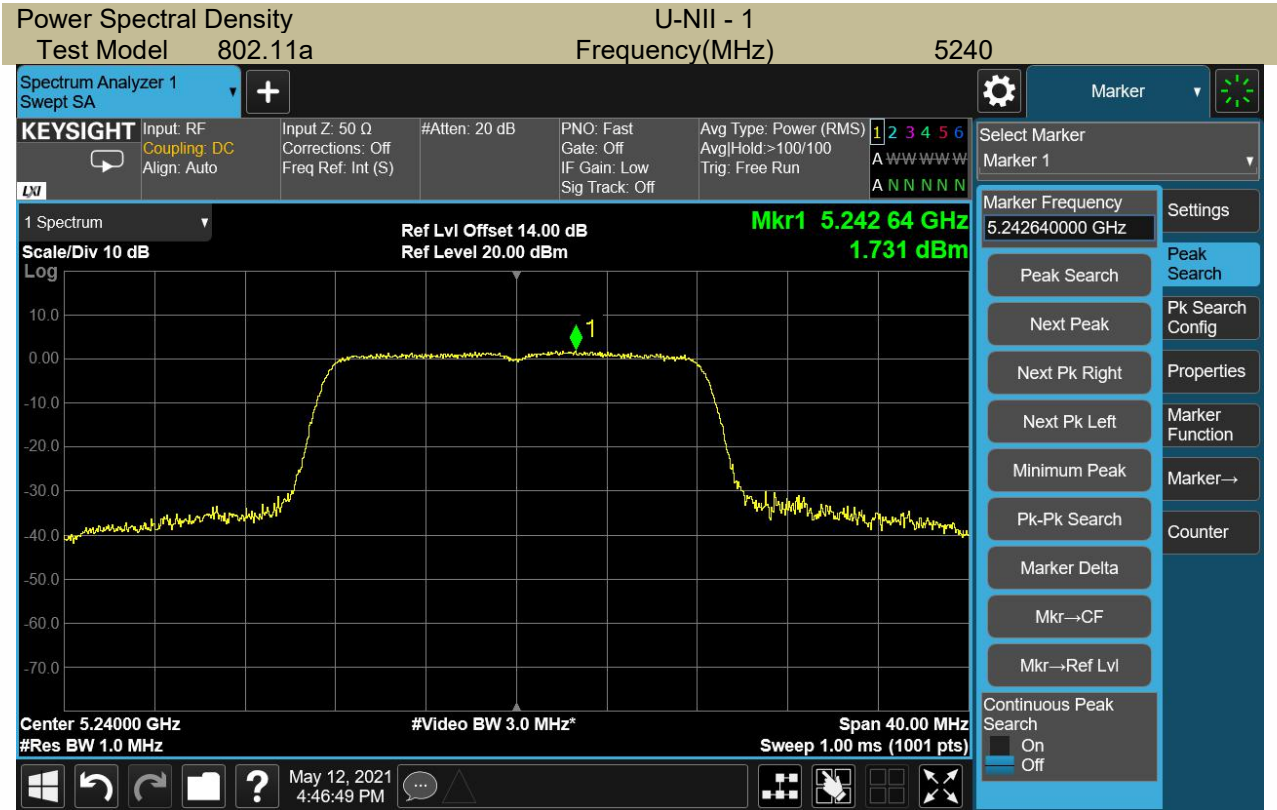 Power Spectral Density U-NII - 1
Test Model 802.11a Frequency(MHz) 5240
Spectrum Analyzer 1
Swept SA
+
Marker
KEYSIGHT
LXI
Input: RF
Coupling: DC
Align: Auto
Input Z: 50 Ω
Corrections: Off
Freq Ref: Int (S)
#Atten: 20 dB
PNO: Fast
Gate: Off
IF Gain: Low
Sig Track: Off
Avg Type: Power (RMS)
Avg|Hold:>100/100
Trig: Free Run
1 2 3 4 5 6
A W W W W W
A N N N N N
Select Marker
Marker 1
1 Spectrum
Scale/Div 10 dB
Ref Lvl Offset 14.00 dB
Ref Level 20.00 dBm
Mkr1 5.242 64 GHz
1.731 dBm
Log
10.0
0.00
-10.0
-20.0
-30.0
-40.0
-50.0
-60.0
-70.0
1
Center 5.24000 GHz
#Res BW 1.0 MHz
#Video BW 3.0 MHz*
Span 40.00 MHz
Sweep 1.00 ms (1001 pts)
Marker Frequency
5.242640000 GHz
Peak Search
Next Peak
Next Pk Right
Next Pk Left
Minimum Peak
Pk-Pk Search
Marker Delta
Mkr→CF
Mkr→Ref Lvl
Continuous Peak
Search
On
Off
Settings
Peak
Search
Pk Search
Config
Properties
Marker
Function
Marker→
Counter
?
May 12, 2021
4:46:49 PM